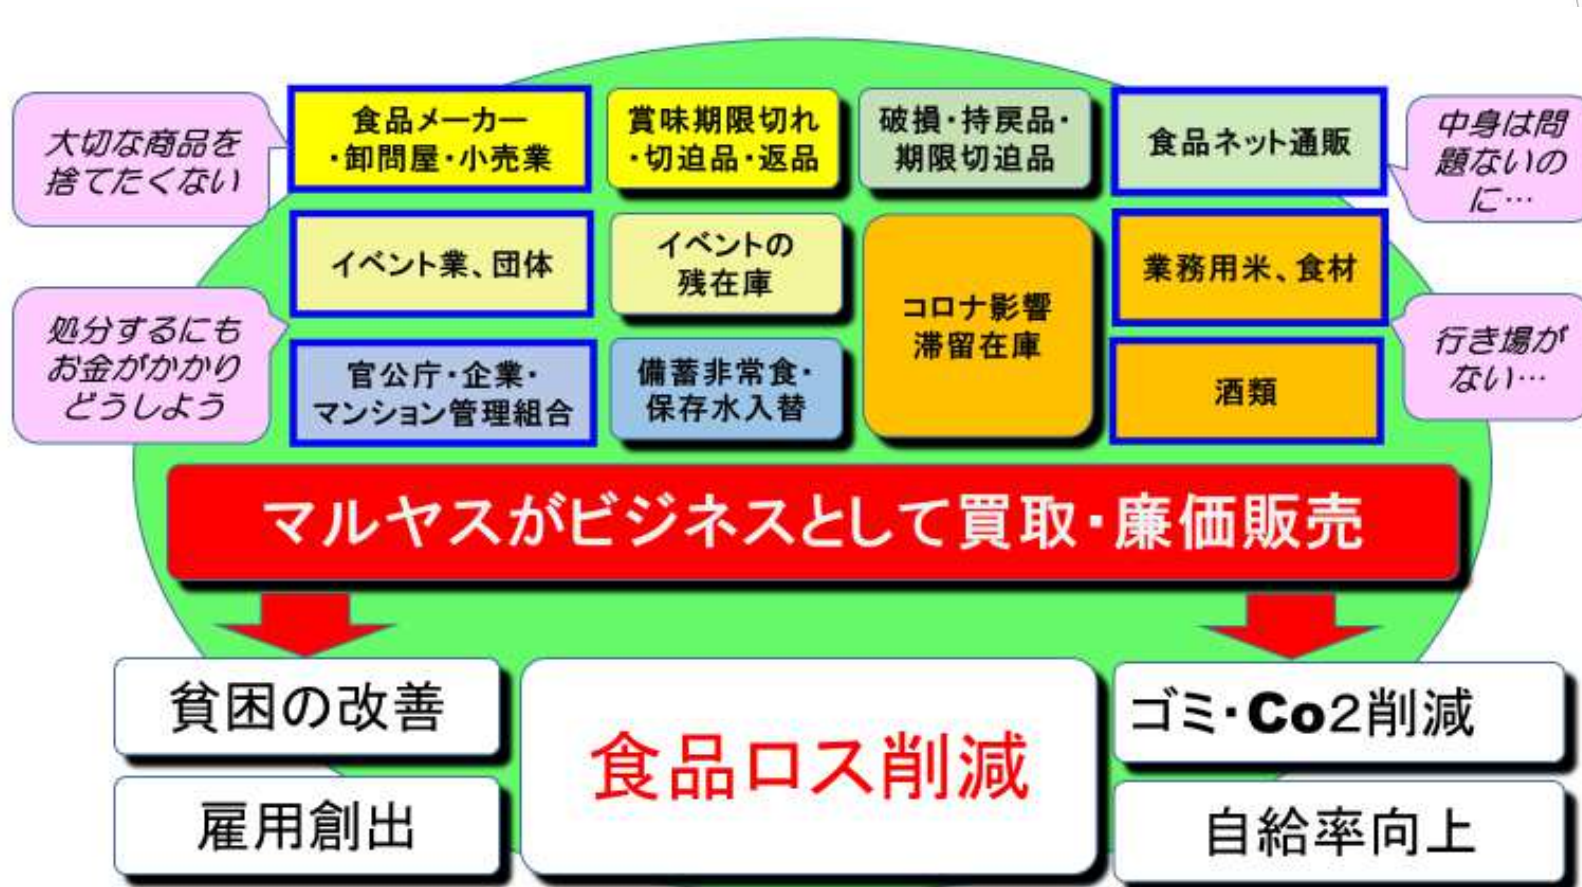 大切な商品を
捨てたくない
食品メーカー
・卸問屋・小売業
賞味期限切れ
・切迫品・返品
破損・持戻品・
期限切迫品
食品ネット通販
中身は問
題ないの
に…
イベント業、団体
イベントの
残在庫
コロナ影響
滞留在庫
業務用米、食材
処分するにも
お金がかかり
どうしよう
官公庁・企業・
マンション管理組合
備蓄非常食・
保存水入替
酒類
行き場が
ない…
マルヤスがビジネスとして買取・廉価販売
貧困の改善
雇用創出
食品ロス削減
ゴミ・Co2削減
自給率向上